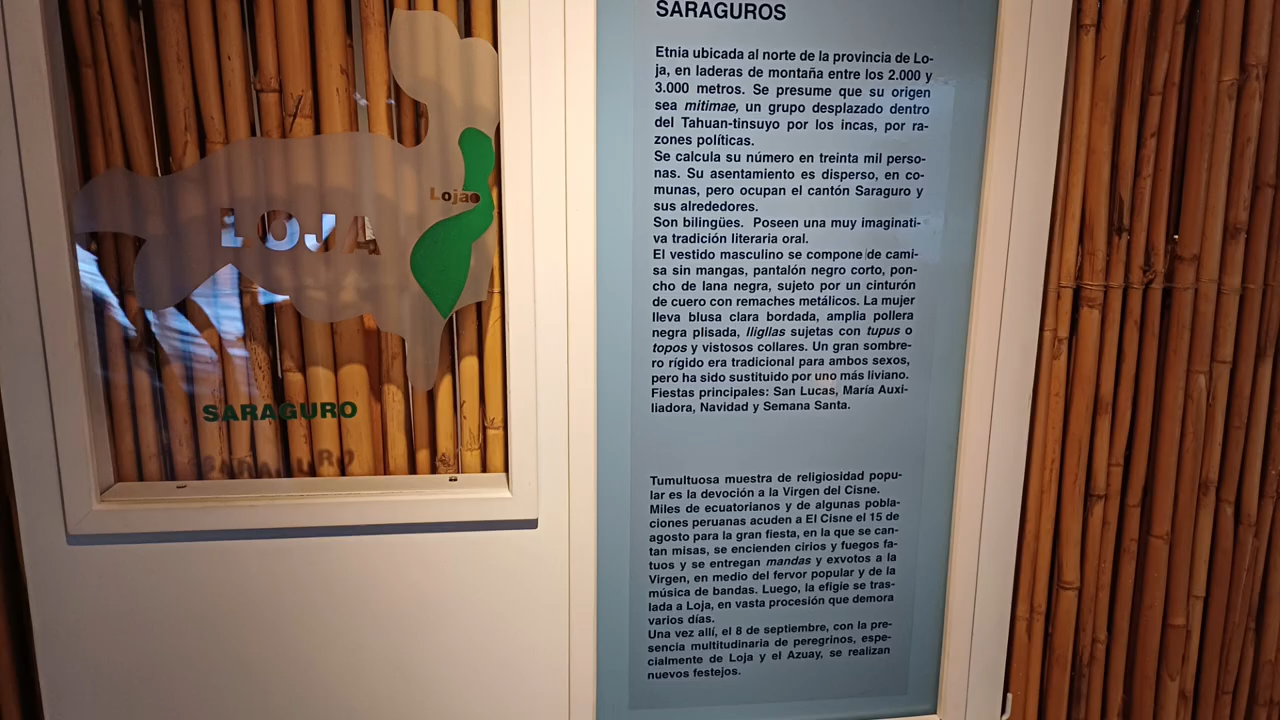 LOJA
Loja
SARAGURO
SARAGUROS
Etnia ubicada al norte de la provincia de Lo-
ja, en laderas de montaña entre los 2.000 y
3.000 metros. Se presume que su origen
sea mitimae, un grupo desplazado dentro
del Tahuan-tinsuyo por los incas, por ra-
zones políticas.
Se calcula su número en treinta mil perso-
nas. Su asentamiento es disperso, en co-
munas, pero ocupan el cantón Saraguro y
sus alrededores.
Son bilingües. Poseen una muy imaginati-
va tradición literaria oral.
El vestido masculino se compone de cami-
sa sin mangas, pantalón negro corto, pon-
cho de lana negra, sujeto por un cinturón
de cuero con remaches metálicos. La mujer
lleva blusa clara bordada, amplia pollera
negra plisada, lligllas sujetas con tupus o
topos y vistosos collares. Un gran sombre-
ro rígido era tradicional para ambos sexos,
pero ha sido sustituido por uno más liviano.
Fiestas principales: San Lucas, María Auxi-
liadora, Navidad y Semana Santa.
Tumultuosa muestra de religiosidad popu-
lar es la devoción a la Virgen del Cisne.
Miles de ecuatorianos y de algunas pobla-
ciones peruanas acuden a El Cisne el 15 de
agosto para la gran fiesta, en la que se can-
tan misas, se encienden cirios y fuegos fa-
tuos y se entregan mandas y exvotos a la
Virgen, en medio del fervor popular y de la
música de bandas. Luego, la efigie se tras-
lada a Loja, en vasta procesión que demora
varios días.
Una vez allí, el 8 de septiembre, con la pre-
sencia multitudinaria de peregrinos, espe-
cialmente de Loja y el Azuay, se realizan
nuevos festejos.